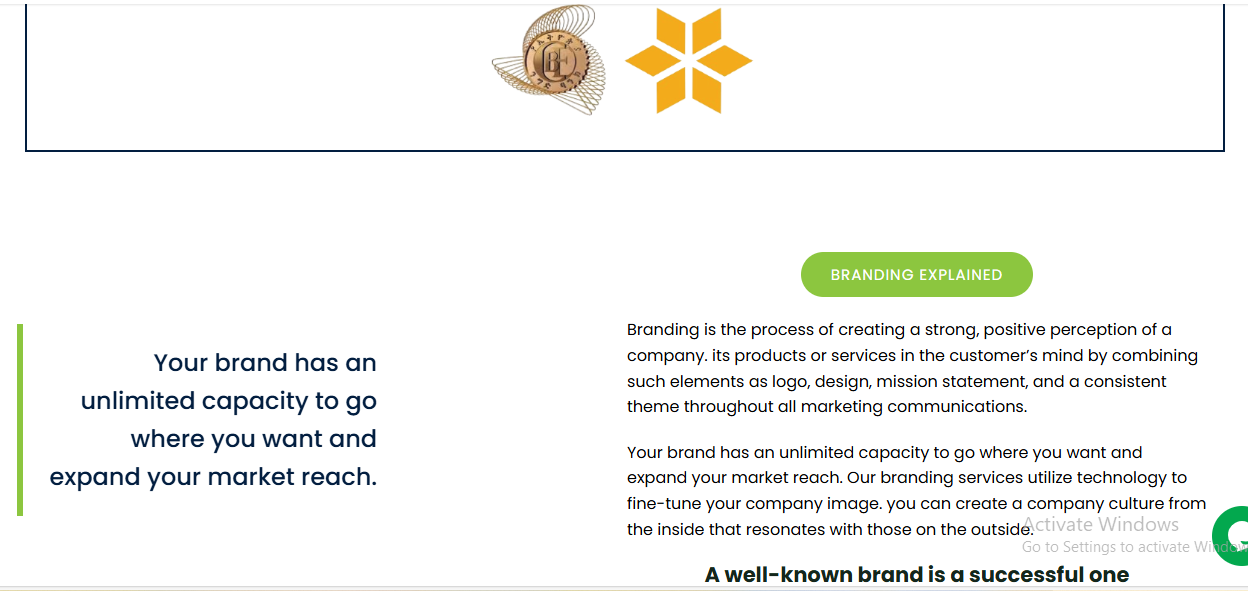 BRANDING EXPLAINED
Your brand has an
unlimited capacity to go
where you want and
expand your market reach.
Branding is the process of creating a strong, positive perception of a
company. its products or services in the customer's mind by combining
such elements as logo, design, mission statement, and a consistent
theme throughout all marketing communications.
Your brand has an unlimited capacity to go where you want and
expand your market reach. Our branding services utilize technology to
fine-tune your company image. you can create a company culture from
the inside that resonates with those on the outside.
A well-known brand is a successful one
Activate Windows
Go to Settings to activate Windows